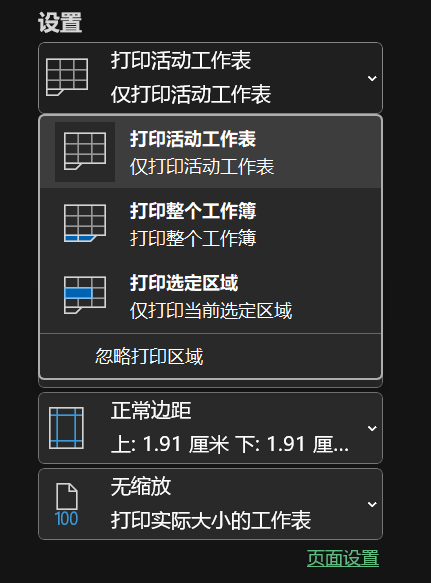 设置
打印活动工作表
仅打印活动工作表
打印活动工作表
仅打印活动工作表
打印整个工作簿
打印整个工作簿
打印选定区域
仅打印当前选定区域
忽略打印区域
正常边距
上: 1.91 厘米 下: 1.91 厘...
100
无缩放
打印实际大小的工作表
页面设置